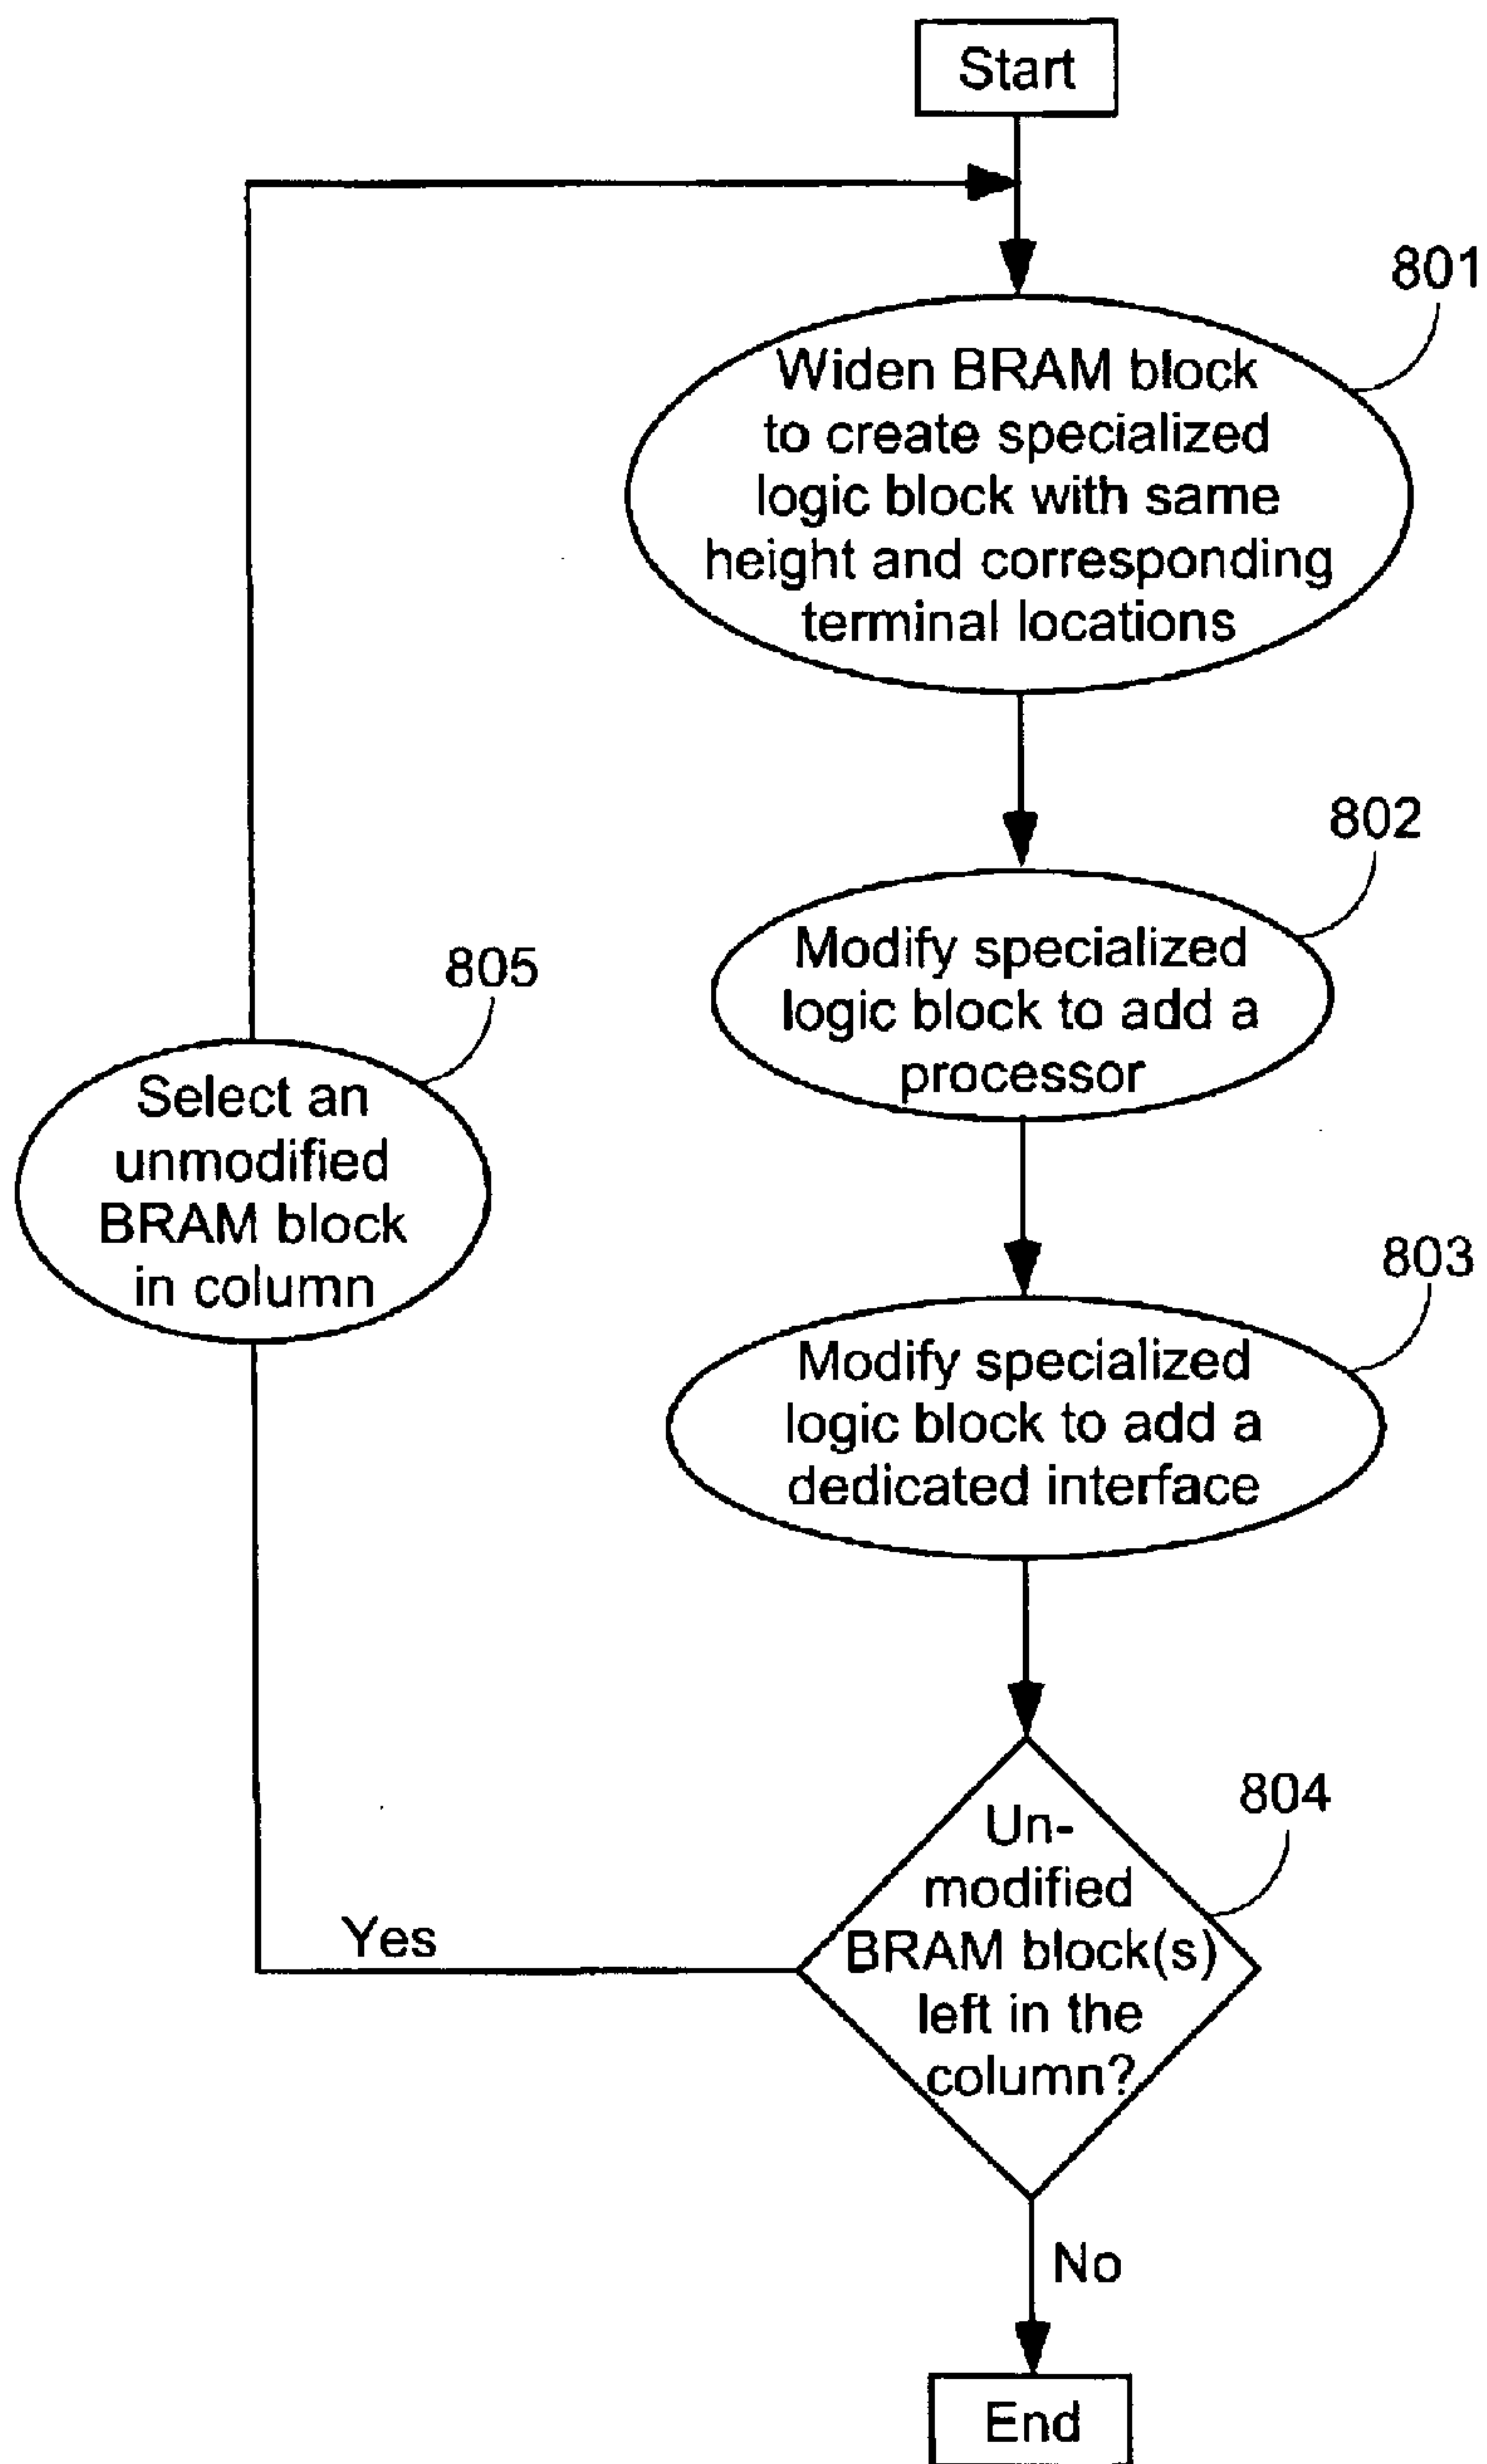 Start
801
Widen BRAM block
to create specialized
logic block with same
height and corresponding
terminal locations
802
Modify specialized
logic block to add a
processor
805
Select an
unmodified
BRAM block
in column
803
Modify specialized
logic block to add a
dedicated interface
804
Un-
modified
BRAM block(s)
left in the
column?
Yes
No
End